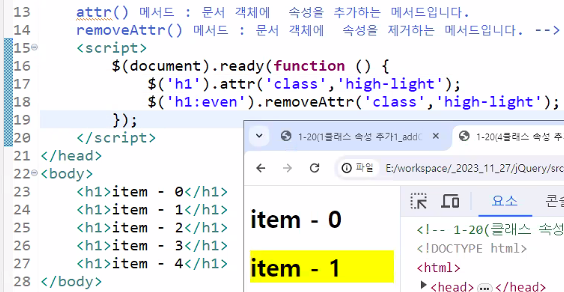 13 attr() 메서드 : 문서 객체에 속성을 추가하는 메서드입니다.
14 removeAttr() 메서드 : 문서 객체에 속성을 제거하는 메서드입니다. -->
15 <script>
16 $(document).ready(function () {
17 $('h1').attr('class','high-light');
18 $('h1:even').removeAttr('class','high-light');
19 });
20 </script>
21 </head>
22 <body>
23 <h1>item - 0</h1>
24 <h1>item - 1</h1>
25 <h1>item - 2</h1>
26 <h1>item - 3</h1>
27 <h1>item - 4</h1>
28 </body>
1-20(1클래스 속성 추가1_add( 1-20(4클래스 속성 추
파일 E:/workspace/_2023_11_27/jQuery/src
item - 0
item - 1
요소 콘솔
<!-- 1-20(클래스 속성
<!DOCTYPE html>
<html>
<head>…</head>